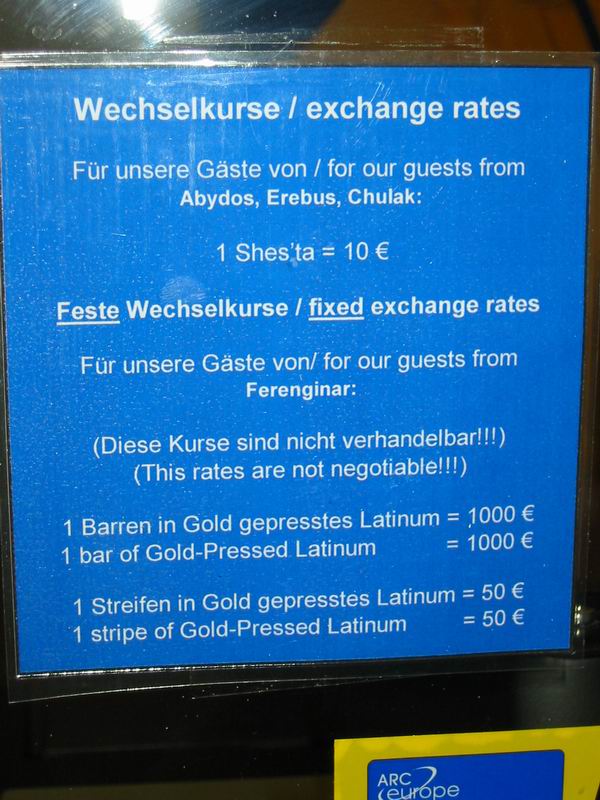 Wechselkurse / exchange rates
Für unsere Gäste von / for our guests from
Abydos, Erebus, Chulak:
1 Shes'ta = 10 €
Feste Wechselkurse / fixed exchange rates
Für unsere Gäste von/ for our guests from
Ferenginar:
(Diese Kurse sind nicht verhandelbar!!!)
(This rates are not negotiable!!!)
1 Barren in Gold gepresstes Latinum = 1000 €
1 bar of Gold-Pressed Latinum = 1000 €
1 Streifen in Gold gepresstes Latinum = 50 €
1 stripe of Gold-Pressed Latinum = 50 €
ARC
europe